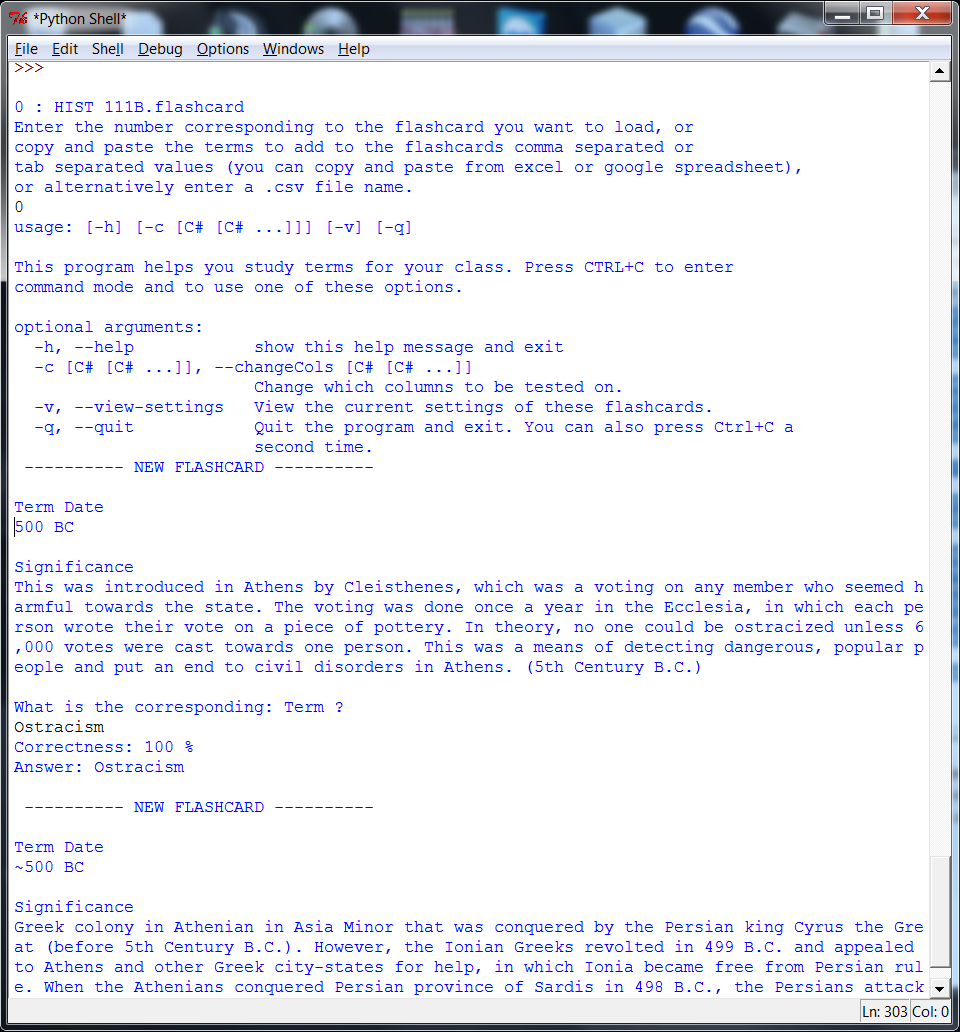 *Python Shell*
File Edit Shell Debug Options Windows Help
>>>
0 : HIST 111B.flashcard
Enter the number corresponding to the flashcard you want to load, or
copy and paste the terms to add to the flashcards comma separated or
tab separated values (you can copy and paste from excel or google spreadsheet),
or alternatively enter a .csv file name.
0
usage: [-h] [-c [C# [C# ...]]] [-v] [-q]
This program helps you study terms for your class. Press CTRL+C to enter
command mode and to use one of these options.
optional arguments:
-h, --help show this help message and exit
-c [C# [C# ...]], --changeCols [C# [C# ...]]
Change which columns to be tested on.
-v, --view-settings View the current settings of these flashcards.
-q, --quit Quit the program and exit. You can also press Ctrl+C a
second time.
---------- NEW FLASHCARD ----------
Term Date
500 BC
Significance
This was introduced in Athens by Cleisthenes, which was a voting on any member who seemed h
armful towards the state. The voting was done once a year in the Ecclesia, in which each pe
rson wrote their vote on a piece of pottery. In theory, no one could be ostracized unless 6
,000 votes were cast towards one person. This was a means of detecting dangerous, popular p
eople and put an end to civil disorders in Athens. (5th Century B.C.)
What is the corresponding: Term ?
Ostracism
Correctness: 100 %
Answer: Ostracism
---------- NEW FLASHCARD ----------
Term Date
~500 BC
Significance
Greek colony in Athenian in Asia Minor that was conquered by the Persian king Cyrus the Gre
at (before 5th Century B.C.). However, the Ionian Greeks revolted in 499 B.C. and appealed
to Athens and other Greek city-states for help, in which Ionia became free from Persian rul
e. When the Athenians conquered Persian province of Sardis in 498 B.C., the Persians attack
Ln: 303 Col: 0